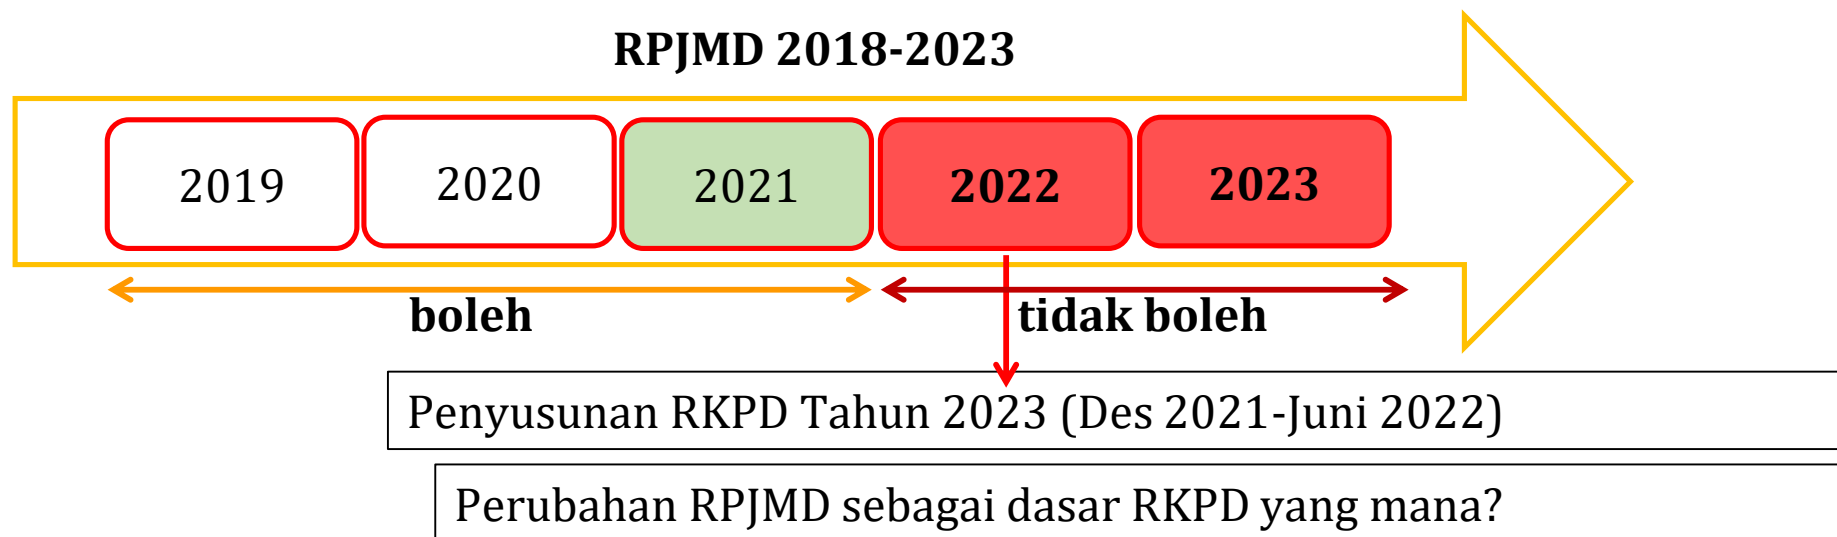 RPJMD 2018-2023
2019
2020
2021
2022
2023
boleh
tidak boleh
Penyusunan RKPD Tahun 2023 (Des 2021-Juni 2022)
Perubahan RPJMD sebagai dasar RKPD yang mana?